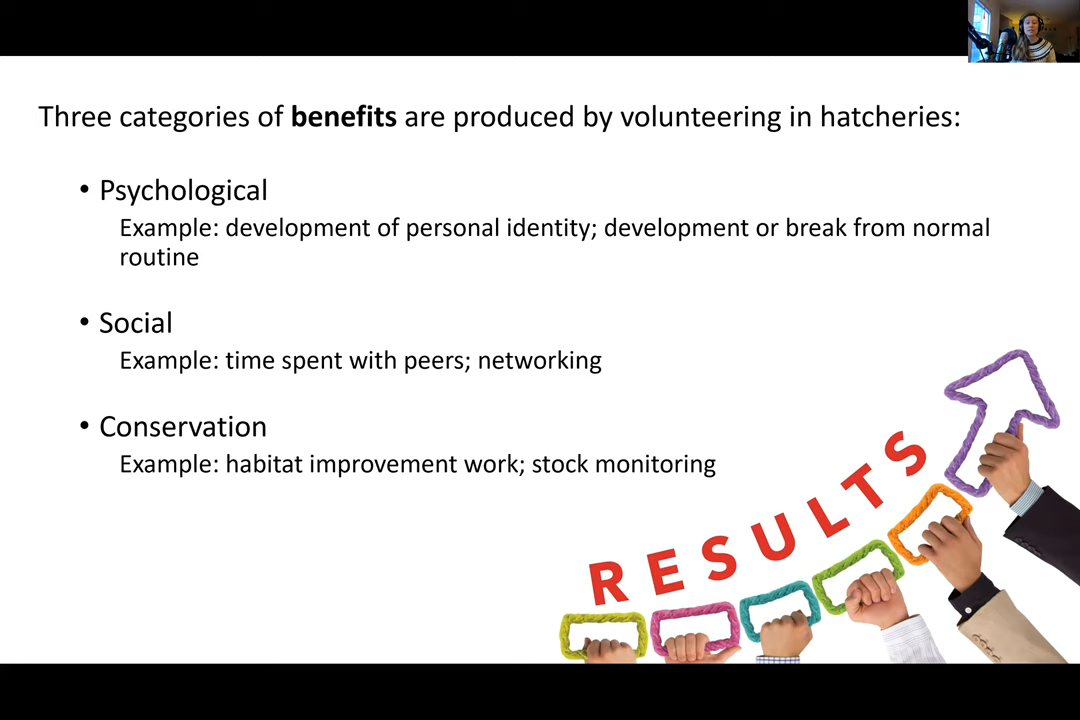 Three categories of benefits are produced by volunteering in hatcheries:
• Psychological
Example: development of personal identity; development or break from normal
routine
• Social
Example: time spent with peers; networking
• Conservation
Example: habitat improvement work; stock monitoring
RESULTS